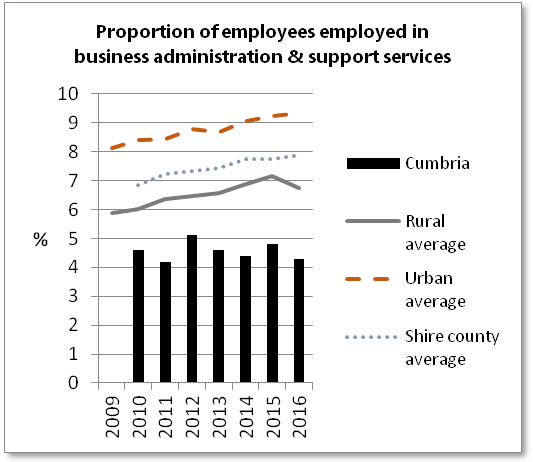 Proportion of employees employed in
business administration & support services
10
9
8
7
6
5
4
3
2
1
0
%
2009
2010
2011
2012
2013
2014
2015
2016
Cumbria
Rural
average
Urban
average
Shire county
average